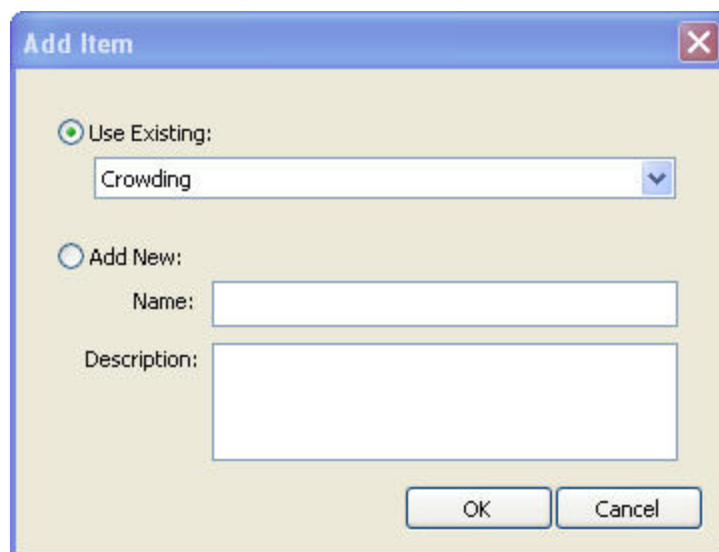 Add Item
Use Existing:
Crowding
Add New:
Name:
Description:
OK
Cancel